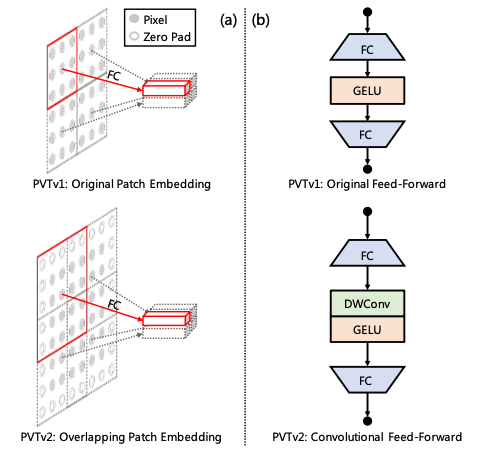 Pixel
Zero Pad
(a)
FC
PVTv1: Original Patch Embedding
FC
PVTv2: Overlapping Patch Embedding
(b)
FC
GELU
FC
PVTv1: Original Feed-Forward
FC
DWConv
GELU
FC
PVTv2: Convolutional Feed-Forward